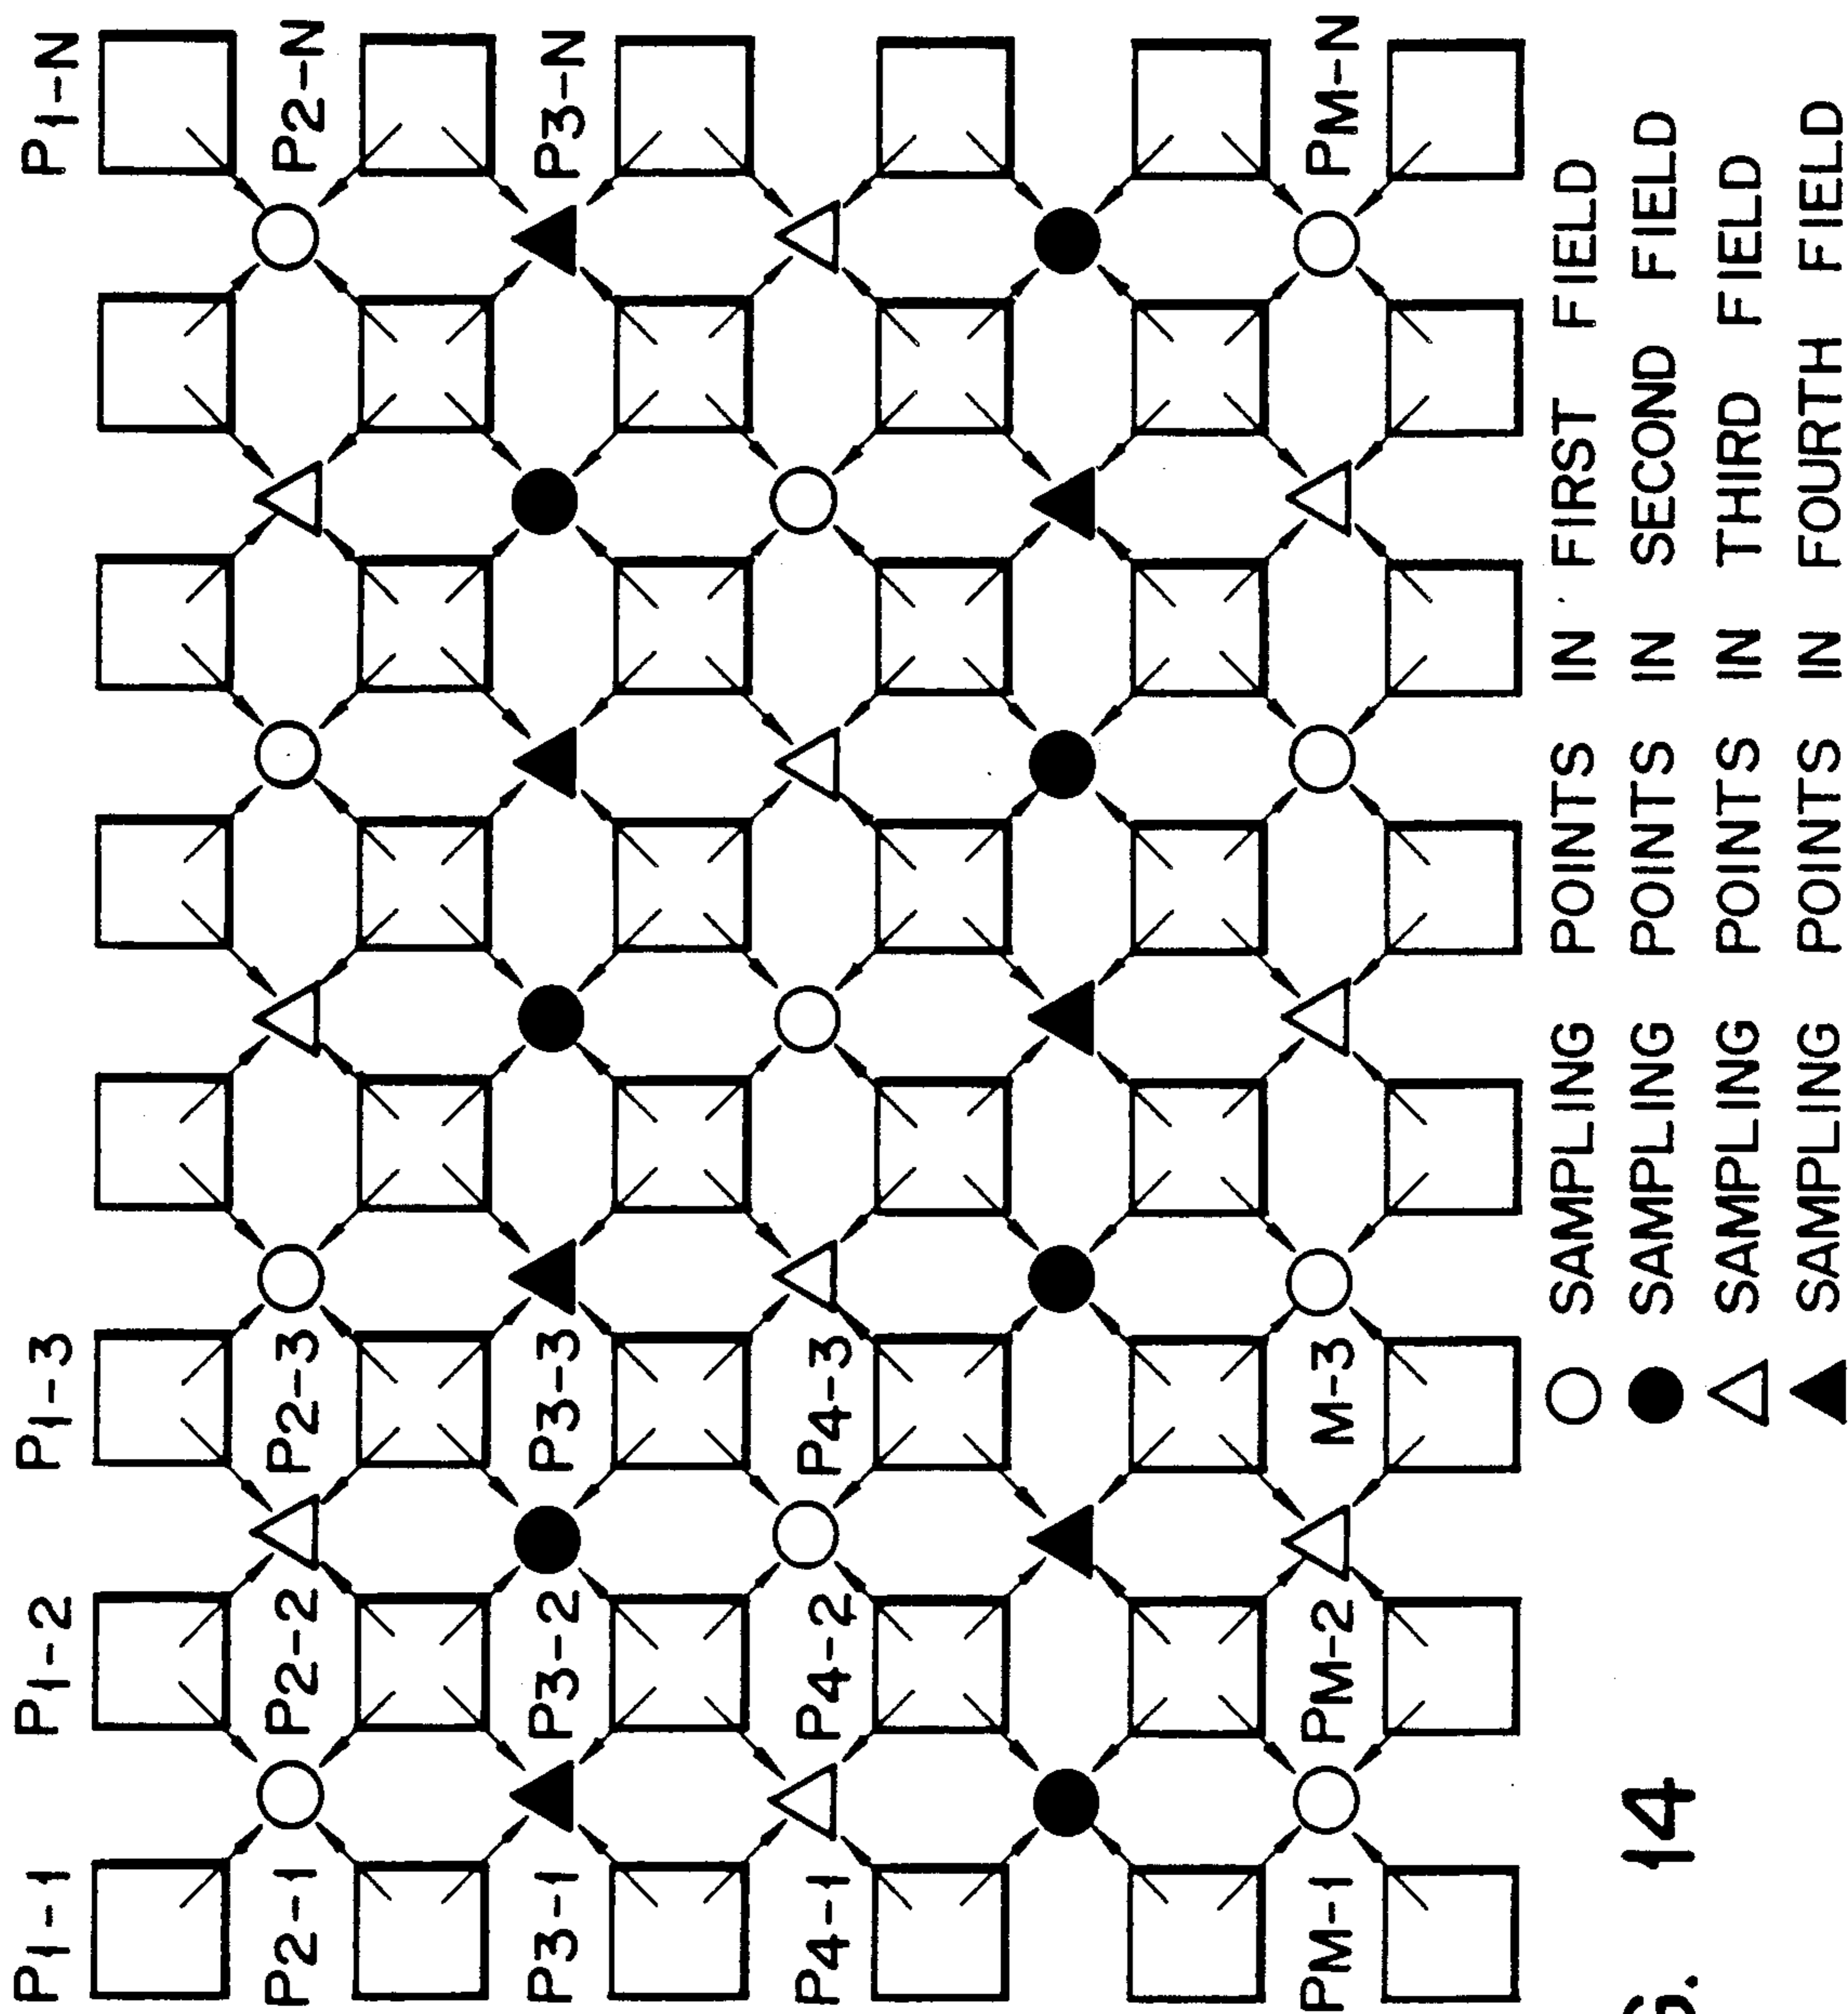 P1-1 P1-2 P1-3 P1-N
P2-1 P2-2 P2-3 P2-N
P3-1 P3-2 P3-3 P3-N
P4-1 P4-2 P4-3
PM-1 PM-2 M-3 PM-N
SAMPLING POINTS IN FIRST FIELD
SAMPLING POINTS IN SECOND FIELD
SAMPLING POINTS IN THIRD FIELD
SAMPLING POINTS IN FOURTH FIELD
G. 14